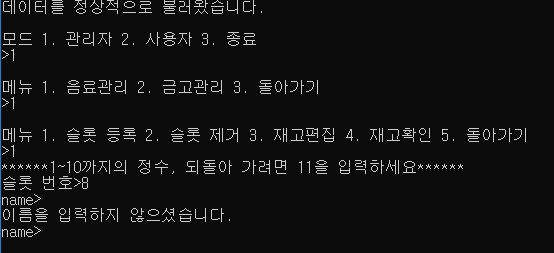 데이터를 정상적으로 불러왔습니다.
모드 1. 관리자 2. 사용자 3. 종료
>1
메뉴 1. 음료관리 2. 금고관리 3. 돌아가기
>1
메뉴 1. 슬롯 등록 2. 슬롯 제거 3. 재고편집 4. 재고확인 5. 돌아가기
>1
******1~10까지의 정수, 되돌아 가려면 11을 입력하세요******
슬롯 번호>8
name>
이름을 입력하지 않으셨습니다.
name>